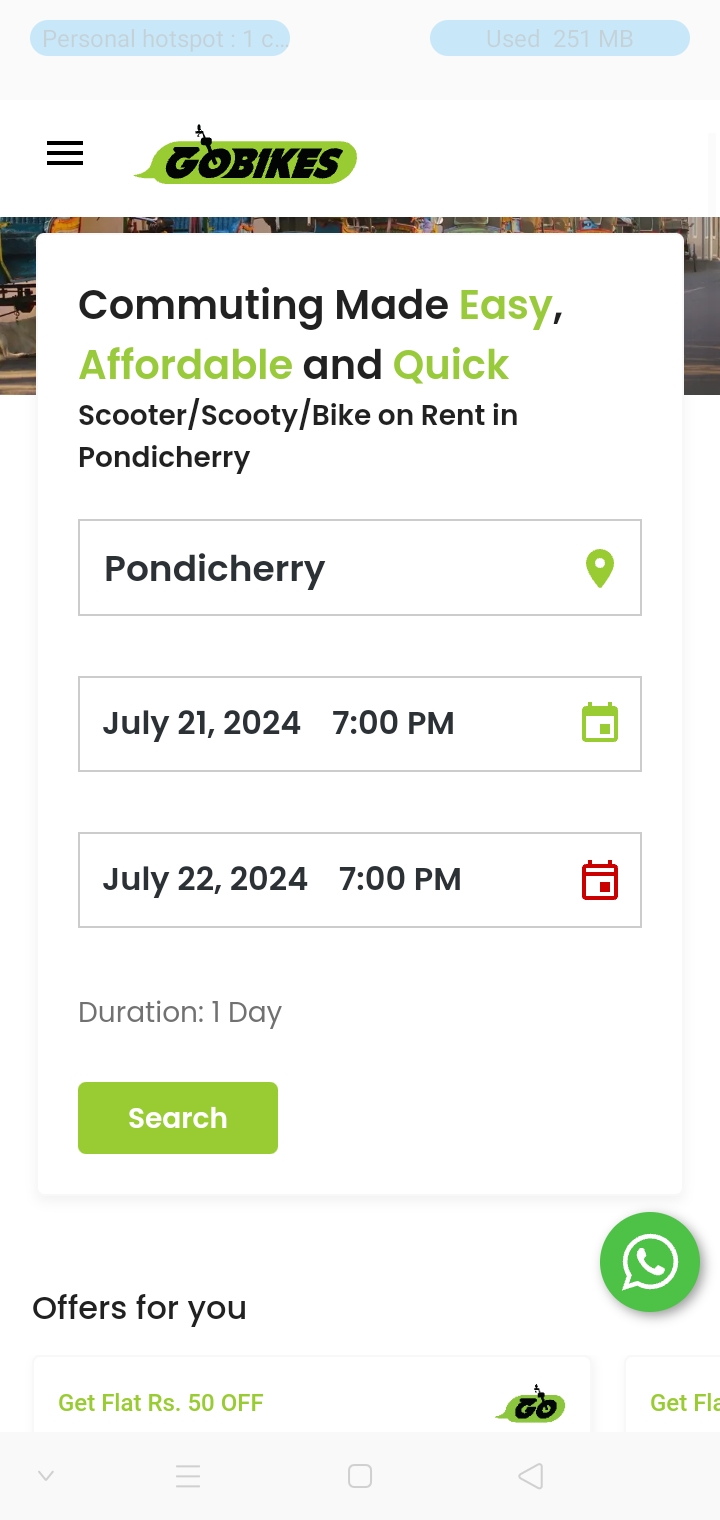 Personal hotspot : 1 c... Used 251 MB
GOBIKES
Commuting Made Easy,
Affordable and Quick
Scooter/Scooty/Bike on Rent in
Pondicherry
Pondicherry
July 21, 2024 7:00 PM
July 22, 2024 7:00 PM
Duration: 1 Day
Search
Offers for you
Get Flat Rs. 50 OFF GO Get Fla